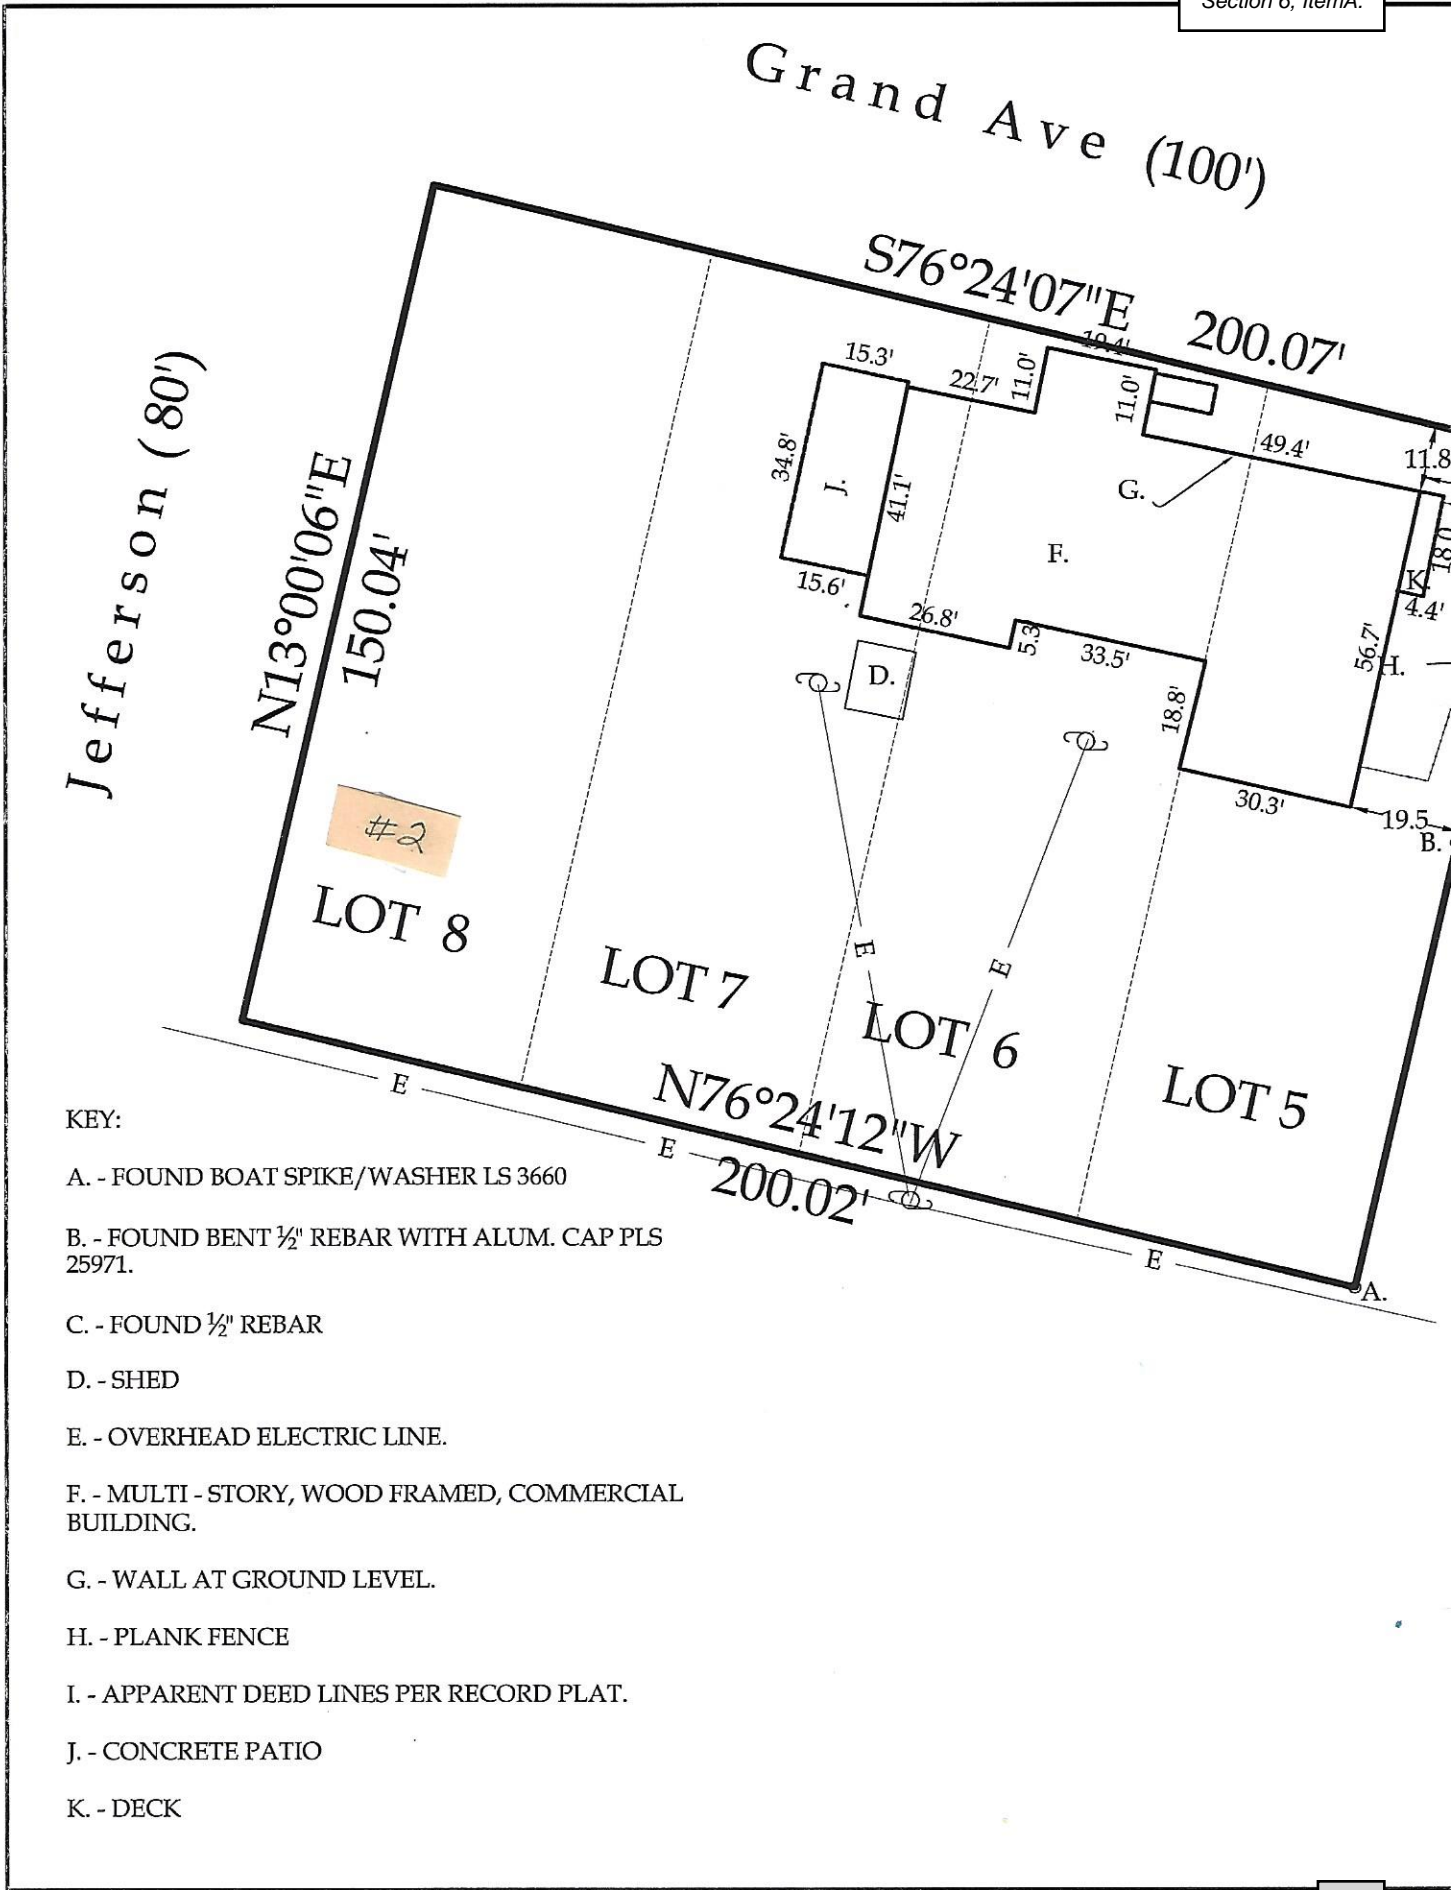 Section 6, ItemA.
Grand Ave (100')
S76°24'07"E 200.07'
Jefferson (80')
N13°00'06"E
150.04'
15.3'
22.7'
11.0'
19.4'
11.0'
49.4'
11.8
34.8'
J.
41.1'
G.
F.
18.0
K.
4.4'
15.6'
26.8'
5.3
33.5'
56.7'
H.
D.
18.8'
30.3'
19.5
B.
#2
LOT 8
E
E
LOT 7
LOT 6
LOT 5
N76°24'12"W
200.02'
E
E
E
A.
KEY:
A. - FOUND BOAT SPIKE/WASHER LS 3660
B. - FOUND BENT ½" REBAR WITH ALUM. CAP PLS
25971.
C. - FOUND ½" REBAR
D. - SHED
E. - OVERHEAD ELECTRIC LINE.
F. - MULTI - STORY, WOOD FRAMED, COMMERCIAL
BUILDING.
G. - WALL AT GROUND LEVEL.
H. - PLANK FENCE
I. - APPARENT DEED LINES PER RECORD PLAT.
J. - CONCRETE PATIO
K. - DECK